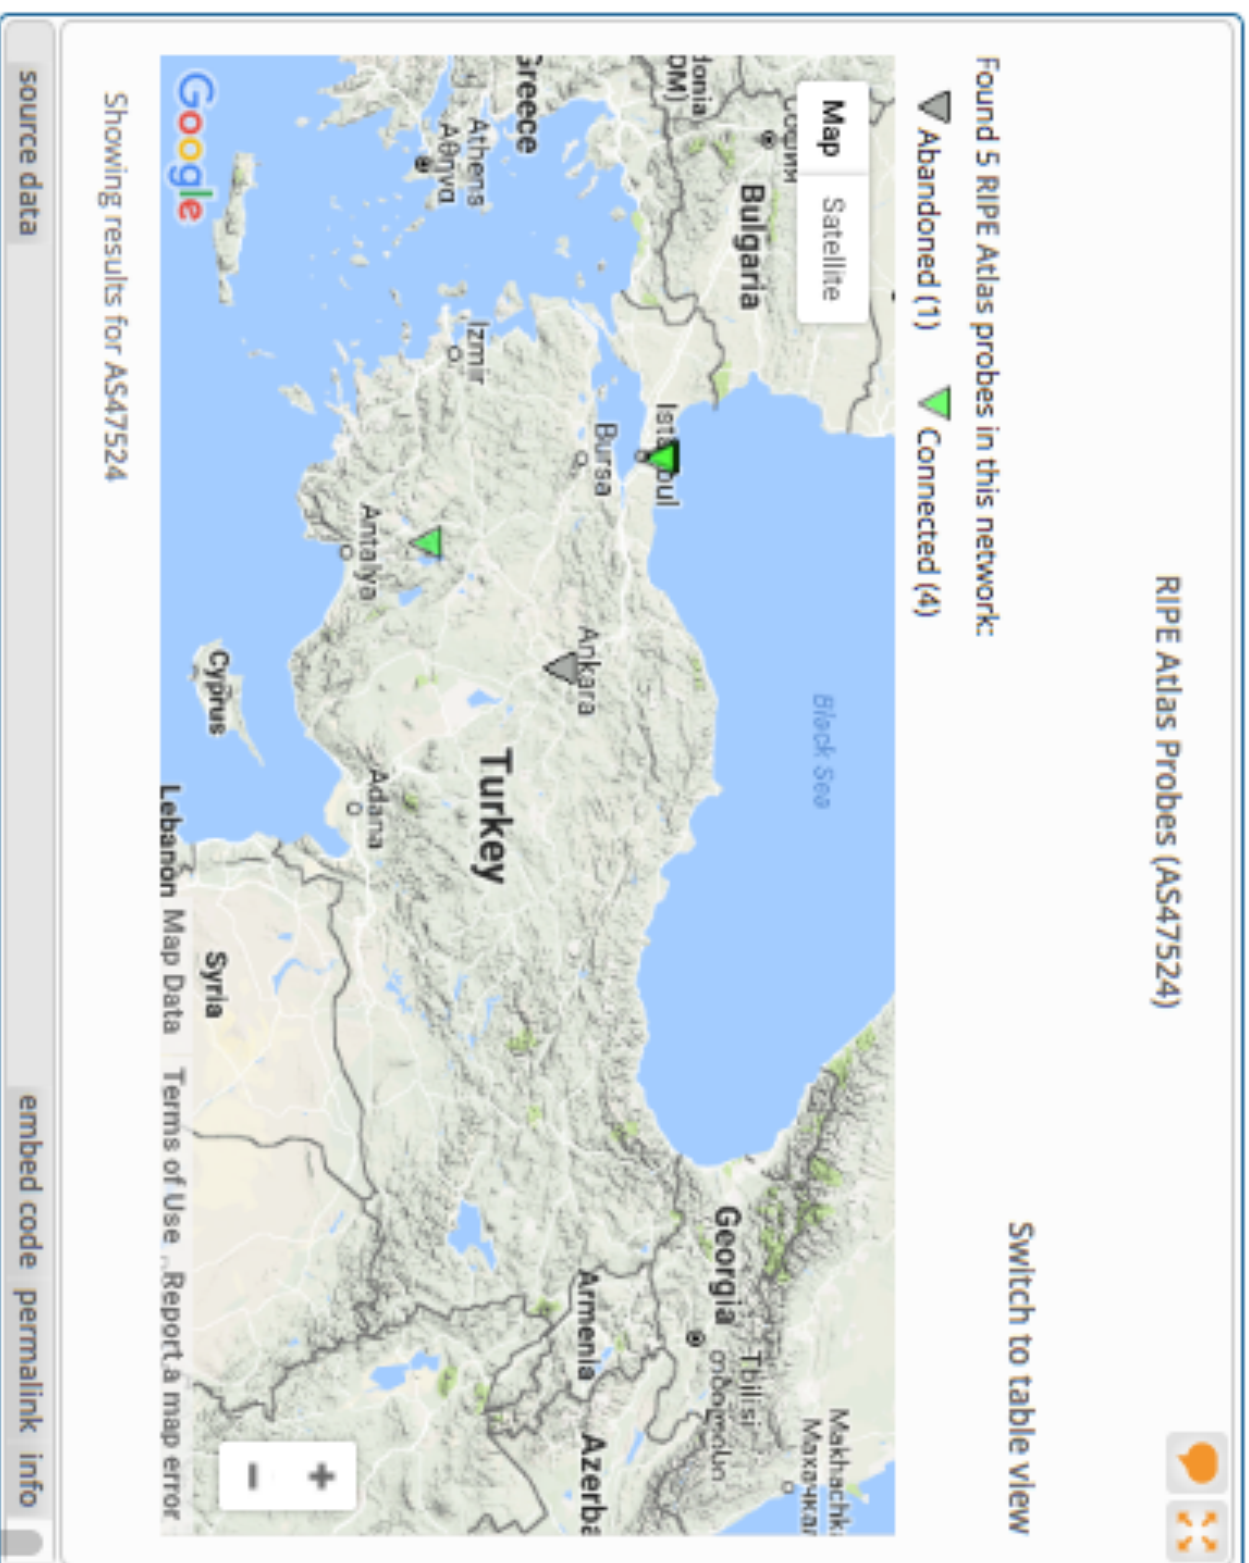 RIPE Atlas Probes (AS47524)
Switch to table view
Found 5 RIPE Atlas probes in this network:
Abandoned (1) Connected (4)
Map Satellite
Bulgaria
Black Sea
Georgia
Tbilisi
თბილისი
Istanbul
Bursa
Ankara
Armenia
Greece
Athens
Αθήνα
Izmir
Turkey
Antalya
Adana
Cyprus
Syria
Lebanon
+
−
Google
Map Data Terms of Use Report a map error
Showing results for AS47524
source data embed code permalink info